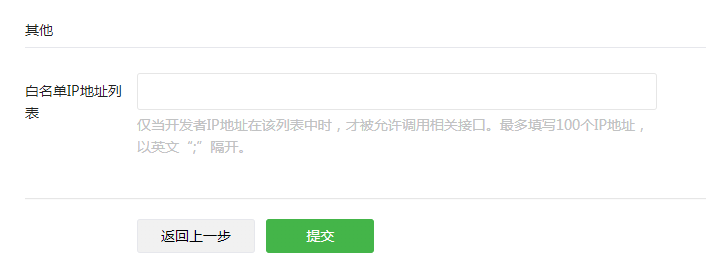 其他
白名单IP地址列
表
仅当开发者IP地址在该列表中时，才被允许调用相关接口。最多填写100个IP地址，
以英文“;”隔开。
返回上一步
提交